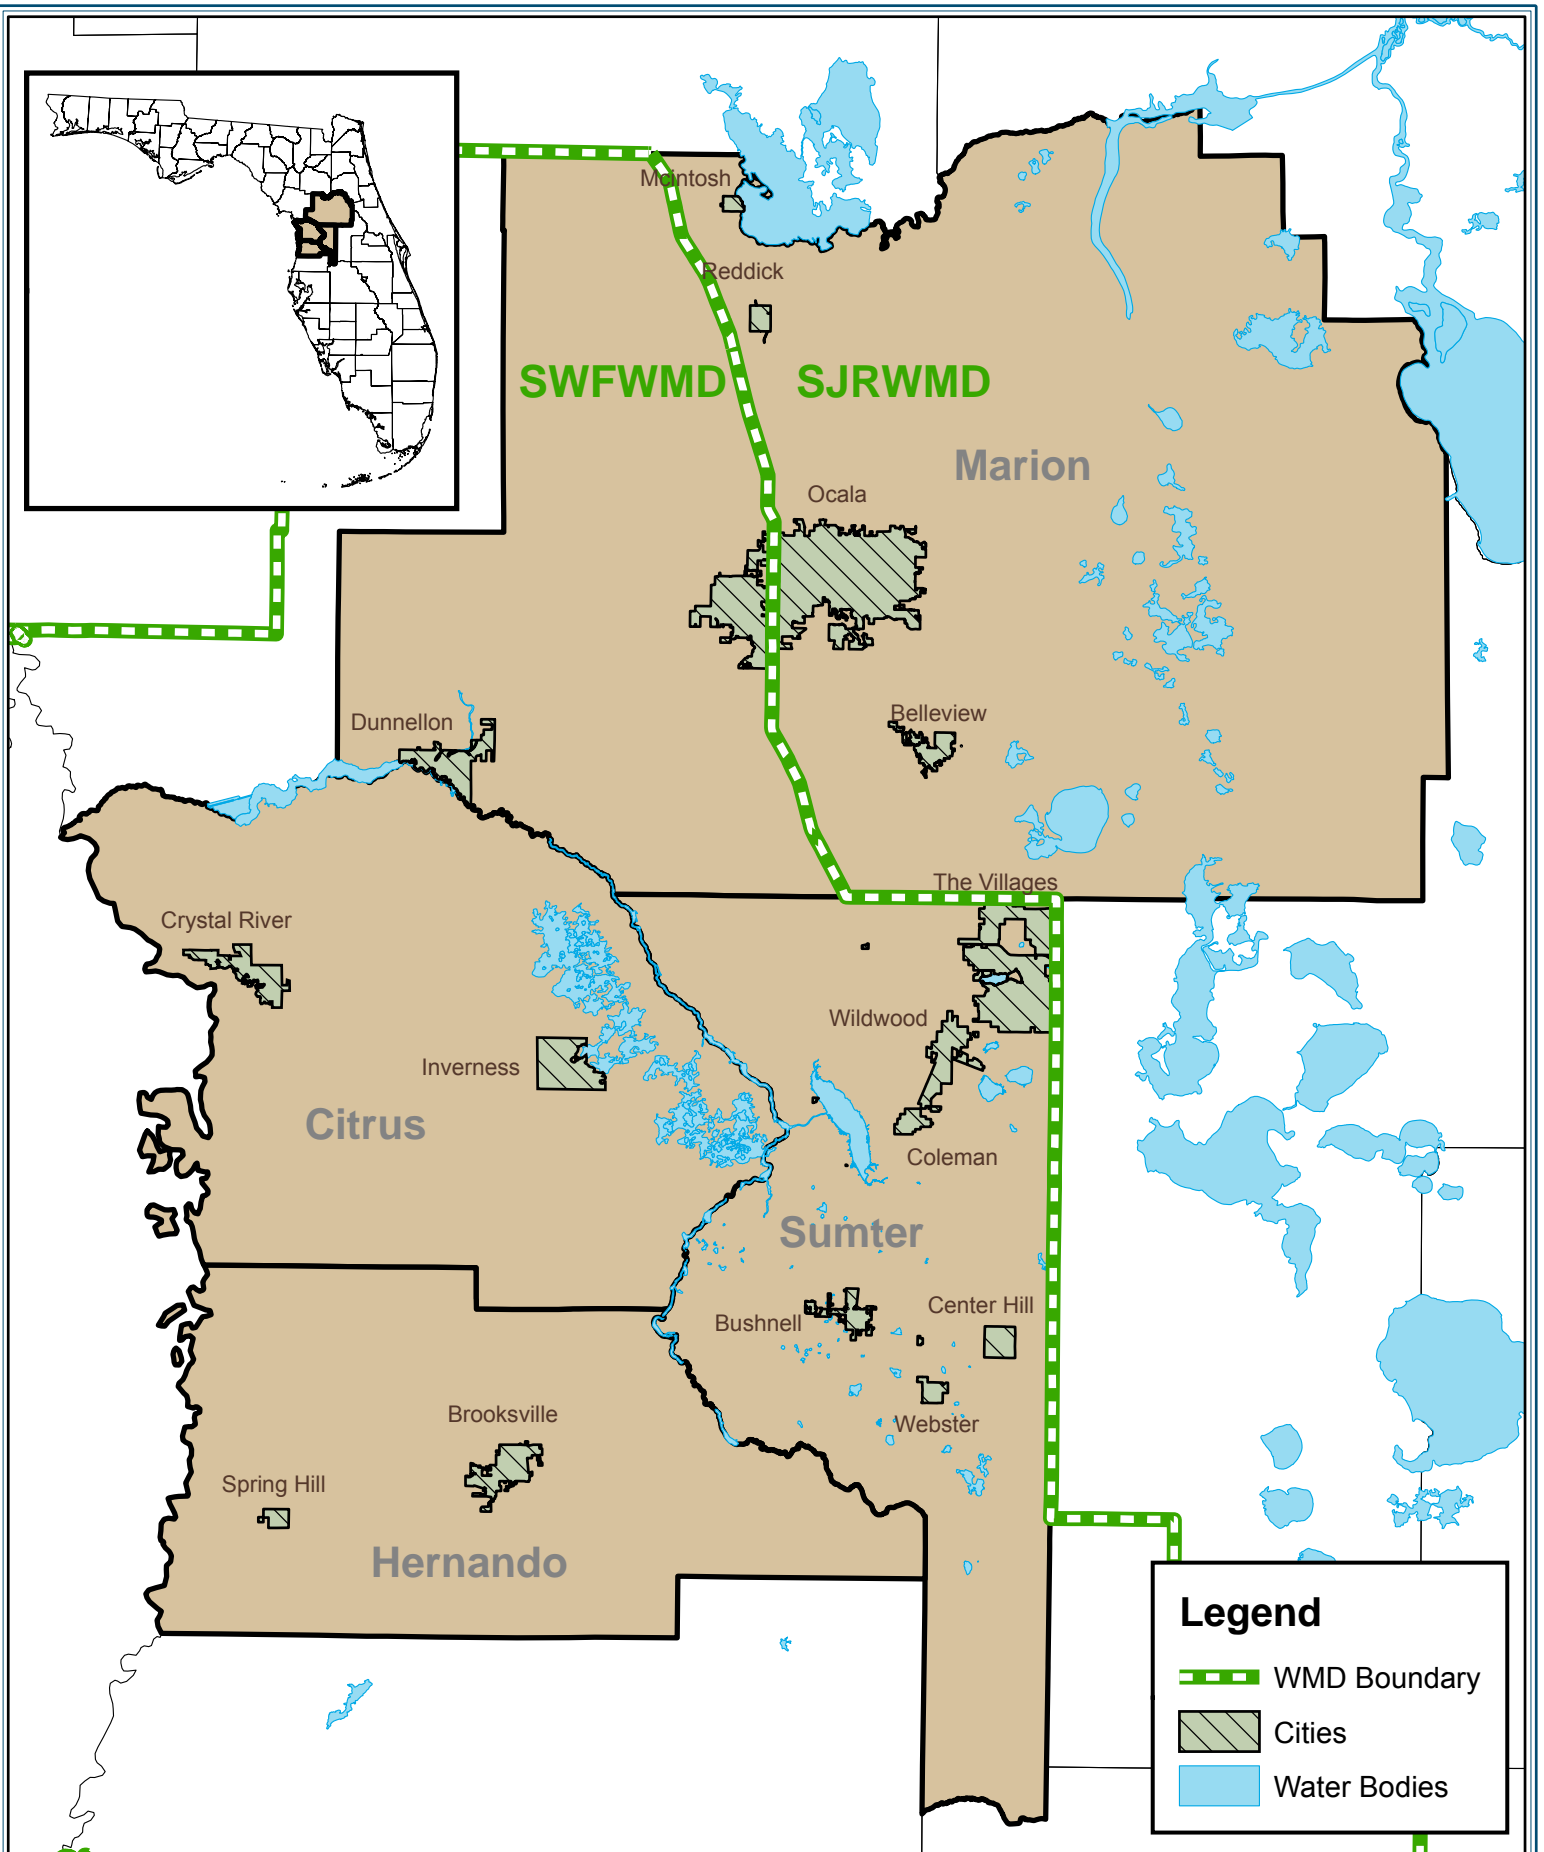 McIntosh
Reddick
SWFWMD
SJRWMD
Marion
Ocala
Dunnellon
Belleview
The Villages
Crystal River
Wildwood
Inverness
Citrus
Coleman
Sumter
Center Hill
Bushnell
Brooksville
Webster
Spring Hill
Hernando
Legend
WMD Boundary
Cities
Water Bodies